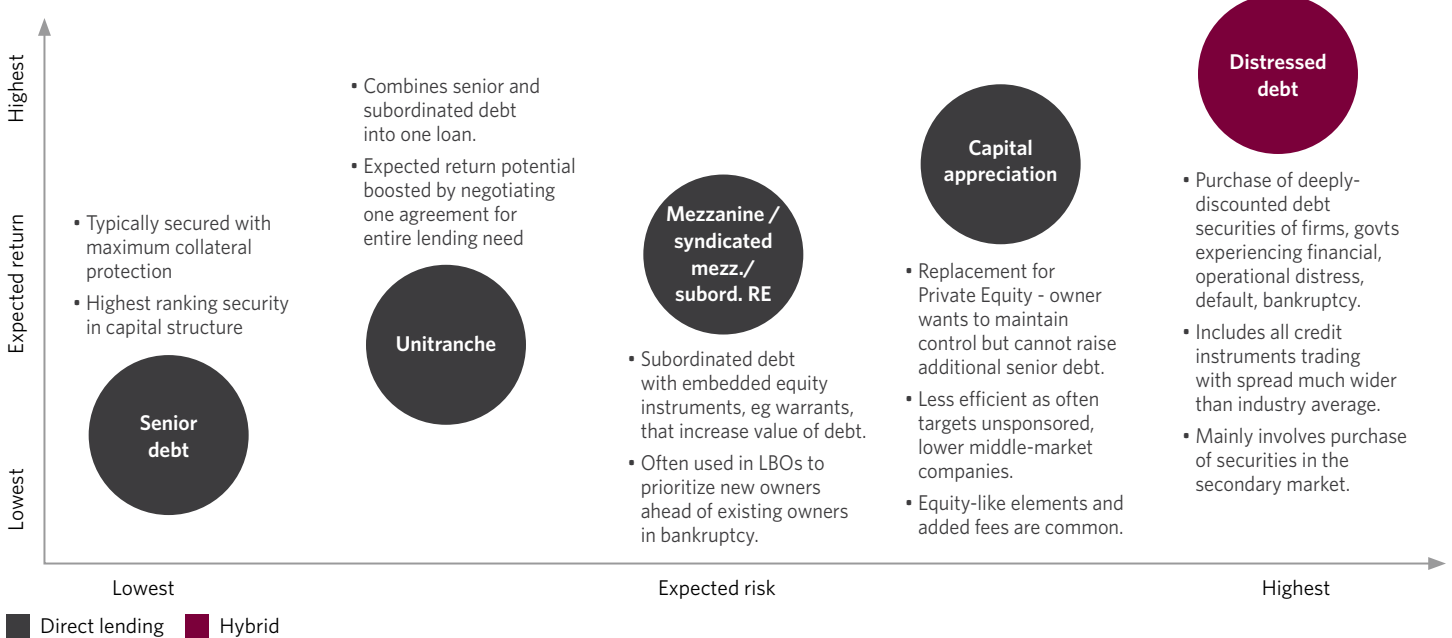 Highest
Expected return
Lowest
• Typically secured with
maximum collateral
protection
• Highest ranking security
in capital structure
Senior
debt
• Combines senior and
subordinated debt
into one loan.
• Expected return potential
boosted by negotiating
one agreement for
entire lending need
Unitranche
Mezzanine /
syndicated
mezz./
subord. RE
• Subordinated debt
with embedded equity
instruments, eg warrants,
that increase value of debt.
• Often used in LBOs to
prioritize new owners
ahead of existing owners
in bankruptcy.
Capital
appreciation
• Replacement for
Private Equity - owner
wants to maintain
control but cannot raise
additional senior debt.
• Less efficient as often
targets unsponsored,
lower middle-market
companies.
• Equity-like elements and
added fees are common.
Distressed
debt
• Purchase of deeply-
discounted debt
securities of firms, govts
experiencing financial,
operational distress,
default, bankruptcy.
• Includes all credit
instruments trading
with spread much wider
than industry average.
• Mainly involves purchase
of securities in the
secondary market.
Lowest
Expected risk
Highest
Direct lending
Hybrid